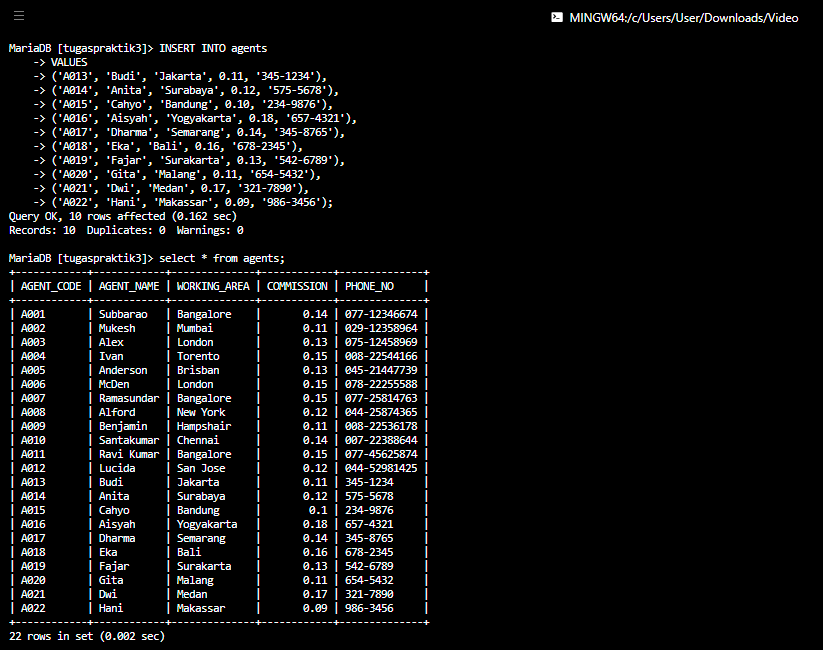 ☰
MINGW64:/c/Users/User/Downloads/Video
MariaDB [tugaspraktik3]> INSERT INTO agents
    -> VALUES
    -> ('A013', 'Budi', 'Jakarta', 0.11, '345-1234'),
    -> ('A014', 'Anita', 'Surabaya', 0.12, '575-5678'),
    -> ('A015', 'Cahyo', 'Bandung', 0.10, '234-9876'),
    -> ('A016', 'Aisyah', 'Yogyakarta', 0.18, '657-4321'),
    -> ('A017', 'Dharma', 'Semarang', 0.14, '345-8765'),
    -> ('A018', 'Eka', 'Bali', 0.16, '678-2345'),
    -> ('A019', 'Fajar', 'Surakarta', 0.13, '542-6789'),
    -> ('A020', 'Gita', 'Malang', 0.11, '654-5432'),
    -> ('A021', 'Dwi', 'Medan', 0.17, '321-7890'),
    -> ('A022', 'Hani', 'Makassar', 0.09, '986-3456');
Query OK, 10 rows affected (0.162 sec)
Records: 10  Duplicates: 0  Warnings: 0
MariaDB [tugaspraktik3]> select * from agents;
+------------+------------+--------------+------------+--------------+
| AGENT_CODE | AGENT_NAME | WORKING_AREA | COMMISSION | PHONE_NO     |
+------------+------------+--------------+------------+--------------+
| A001       | Subbarao   | Bangalore    |       0.14 | 077-12346674 |
| A002       | Mukesh     | Mumbai       |       0.11 | 029-12358964 |
| A003       | Alex       | London       |       0.13 | 075-12458969 |
| A004       | Ivan       | Torento      |       0.15 | 008-22544166 |
| A005       | Anderson   | Brisban      |       0.13 | 045-21447739 |
| A006       | McDen      | London       |       0.15 | 078-22255588 |
| A007       | Ramasundar | Bangalore    |       0.15 | 077-25814763 |
| A008       | Alford     | New York     |       0.12 | 044-25874365 |
| A009       | Benjamin   | Hampshair    |       0.11 | 008-22536178 |
| A010       | Santakumar | Chennai      |       0.14 | 007-22388644 |
| A011       | Ravi Kumar | Bangalore    |       0.15 | 077-45625874 |
| A012       | Lucida     | San Jose     |       0.12 | 044-52981425 |
| A013       | Budi       | Jakarta      |       0.11 | 345-1234     |
| A014       | Anita      | Surabaya     |       0.12 | 575-5678     |
| A015       | Cahyo      | Bandung      |        0.1 | 234-9876     |
| A016       | Aisyah     | Yogyakarta   |       0.18 | 657-4321     |
| A017       | Dharma     | Semarang     |       0.14 | 345-8765     |
| A018       | Eka        | Bali         |       0.16 | 678-2345     |
| A019       | Fajar      | Surakarta    |       0.13 | 542-6789     |
| A020       | Gita       | Malang       |       0.11 | 654-5432     |
| A021       | Dwi        | Medan        |       0.17 | 321-7890     |
| A022       | Hani       | Makassar     |       0.09 | 986-3456     |
+------------+------------+--------------+------------+--------------+
22 rows in set (0.002 sec)